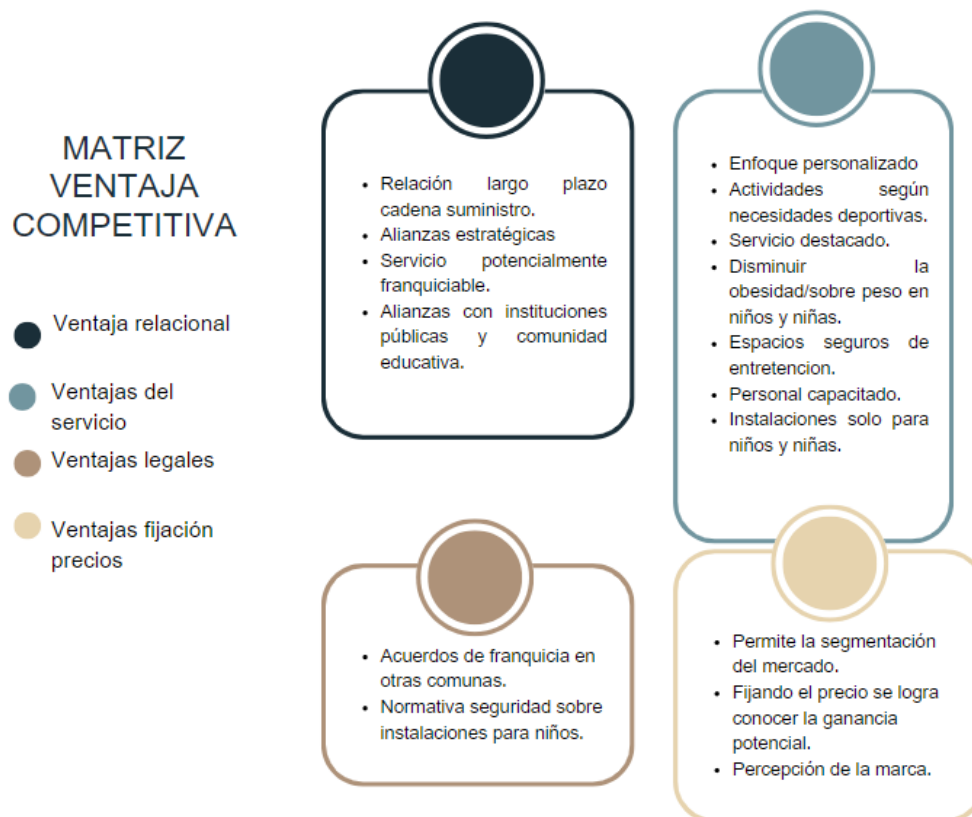 MATRIZ
VENTAJA
COMPETITIVA
Ventaja relacional
Ventajas del
servicio
Ventajas legales
Ventajas fijación
precios
• Relación largo plazo
cadena suministro.
• Alianzas estratégicas
• Servicio potencialmente
franquiciable.
• Alianzas con instituciones
públicas y comunidad
educativa.
• Enfoque personalizado
• Actividades según
necesidades deportivas.
• Servicio destacado.
• Disminuir la
obesidad/sobre peso en
niños y niñas.
• Espacios seguros de
entretencion.
• Personal capacitado.
• Instalaciones solo para
niños y niñas.
• Acuerdos de franquicia en
otras comunas.
• Normativa seguridad sobre
instalaciones para niños.
• Permite la segmentación
del mercado.
• Fijando el precio se logra
conocer la ganancia
potencial.
• Percepción de la marca.